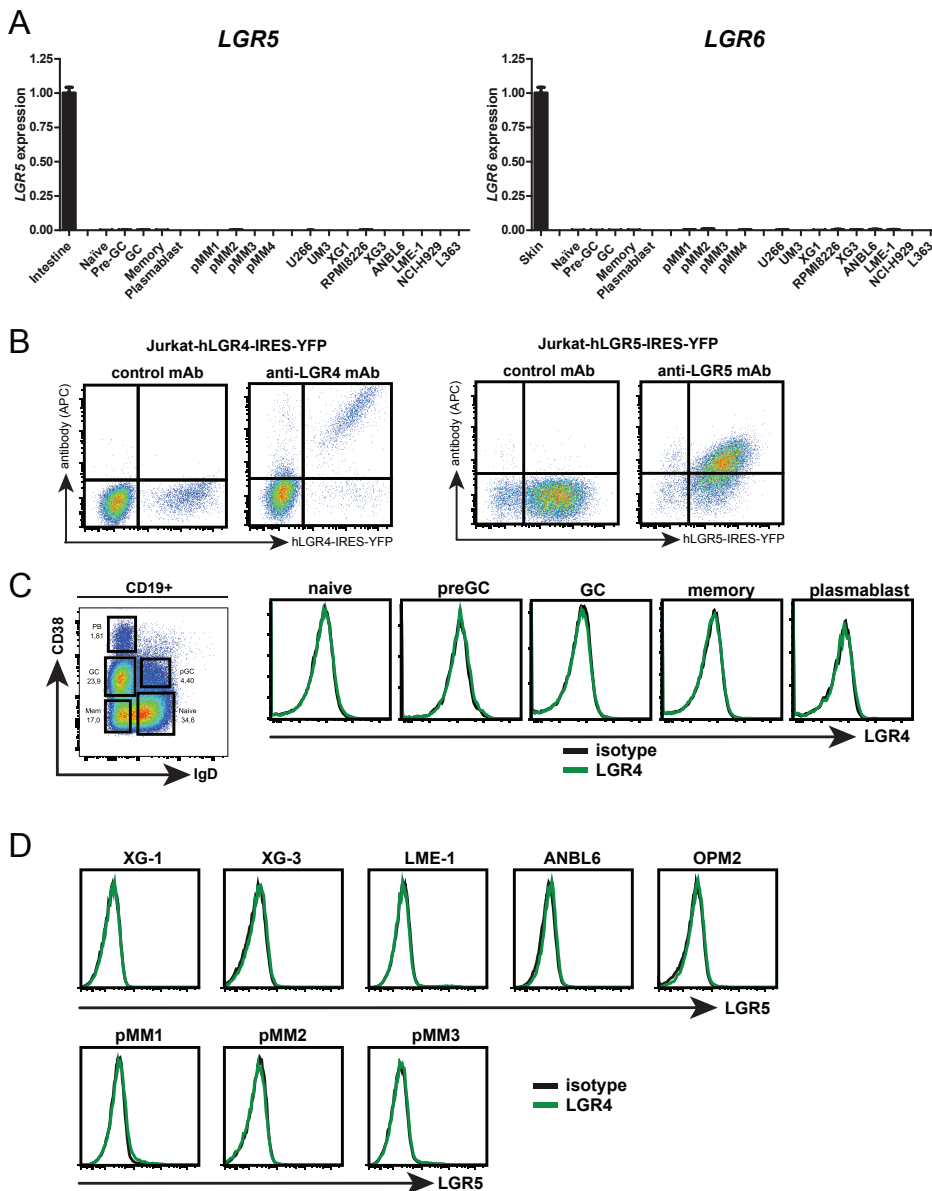 A
LGR5
LGR5 expression
1.25
1.00
0.75
0.50
0.25
0.00
Intestine
Naïve
Pre-GC
GC
Memory
Plasmablast
pMM1
pMM2
pMM3
pMM4
U266
UM3
XG1
RPMI8226
XG3
ANBL6
LME-1
NCI-H929
L363
LGR6
LGR6 expression
1.25
1.00
0.75
0.50
0.25
0.00
Skin
Naïve
Pre-GC
GC
Memory
Plasmablast
pMM1
pMM2
pMM3
pMM4
U266
UM3
XG1
RPMI8226
XG3
ANBL6
LME-1
NCI-H929
L363
B
Jurkat-hLGR4-IRES-YFP
control mAb
anti-LGR4 mAb
antibody (APC)
hLGR4-IRES-YFP
Jurkat-hLGR5-IRES-YFP
control mAb
anti-LGR5 mAb
antibody (APC)
hLGR5-IRES-YFP
C
CD19+
CD38
PB
1,81
GC
23,9
pGC
4,40
Mem
17,0
Naive
34,6
IgD
naive
preGC
GC
memory
plasmablast
LGR4
isotype
LGR4
D
XG-1
XG-3
LME-1
ANBL6
OPM2
LGR5
pMM1
pMM2
pMM3
LGR5
isotype
LGR4